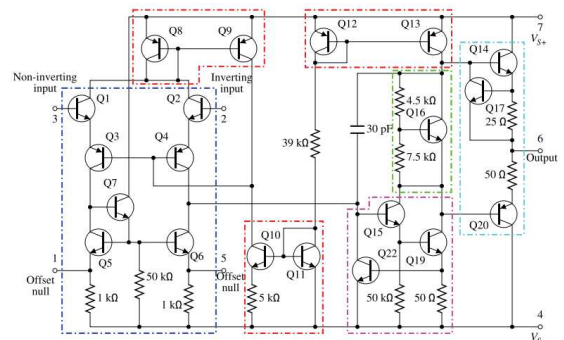 Q8
Q9
Q12
Q13
7
V_S+
Q14
Non-inverting
input
Inverting
input
Q1
Q2
3
2
4.5 kΩ
Q16
Q17
25 Ω
30 pF
6
Output
Q3
Q4
39 kΩ
7.5 kΩ
50 Ω
Q7
Q15
Q20
1
Q5
Q6
5
Q10
Q11
Q22
Q19
Offset
null
50 kΩ
Offset
null
1 kΩ
1 kΩ
5 kΩ
50 kΩ
50 Ω
4